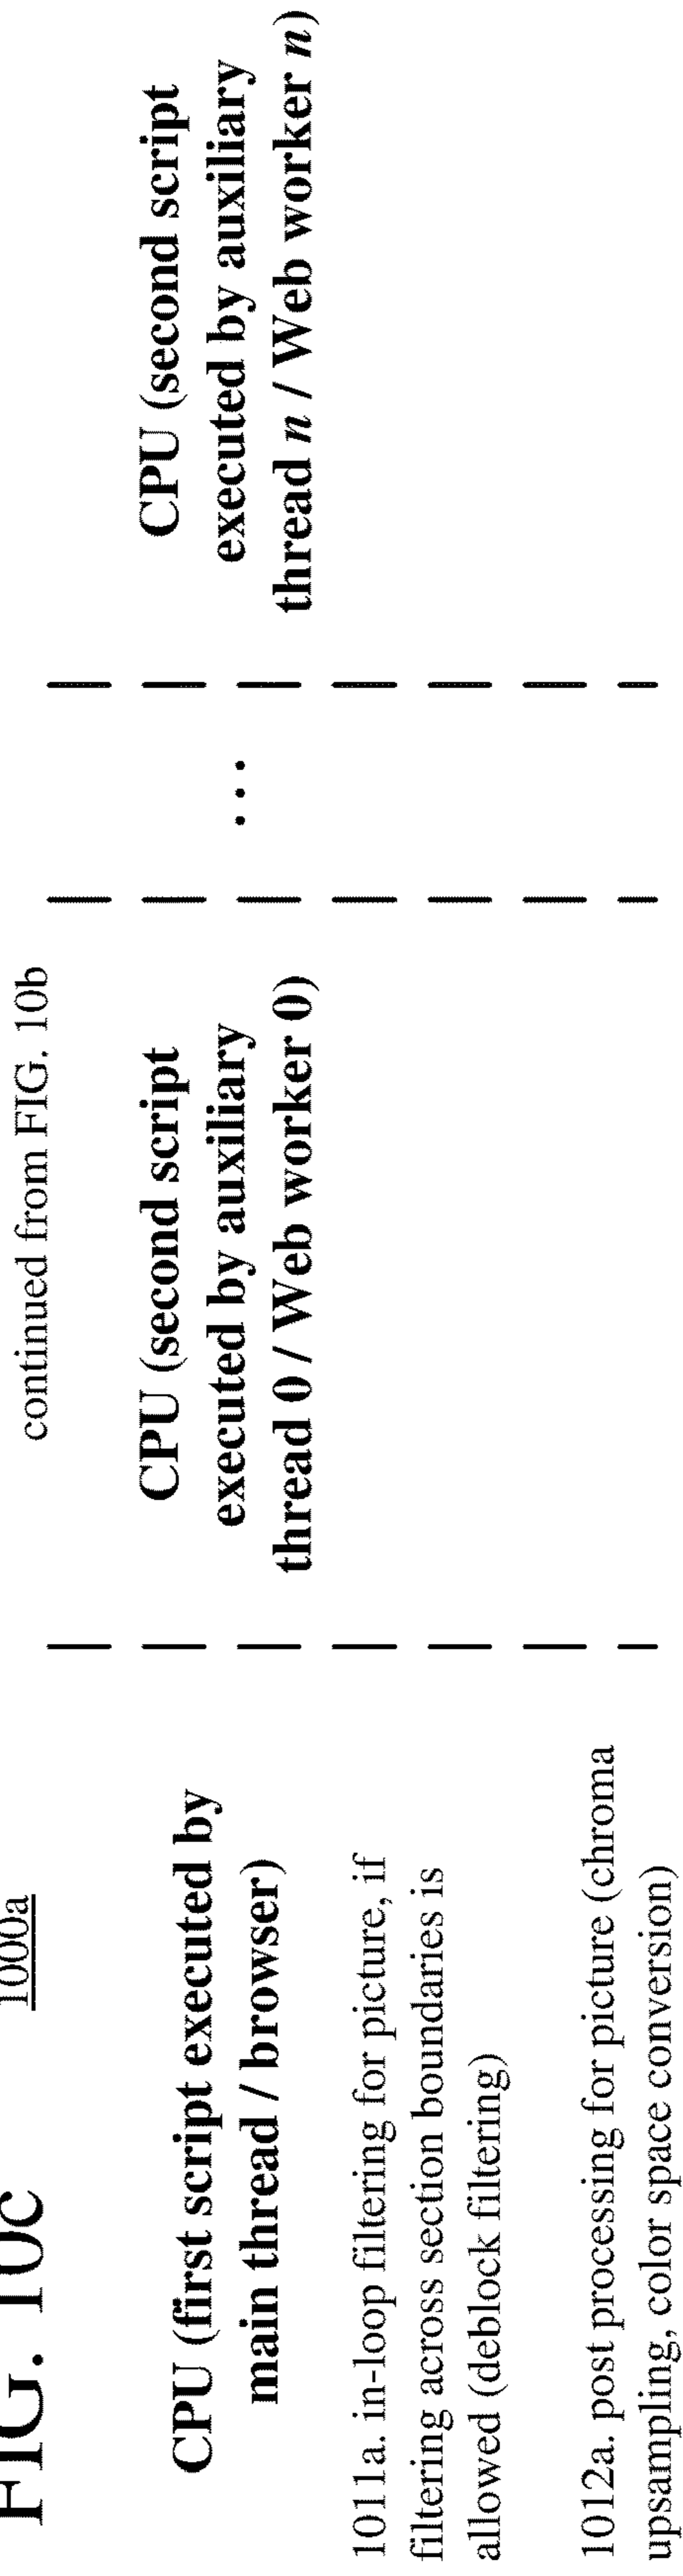 FIG. 10c
1000a
continued from FIG. 10b
CPU (first script executed by
main thread / browser)
CPU (second script
executed by auxiliary
thread 0 / Web worker 0)
...
CPU (second script
executed by auxiliary
thread n / Web worker n)
1011a. in-loop filtering for picture, if
filtering across section boundaries is
allowed (deblock filtering)
1012a. post processing for picture (chroma
upsampling, color space conversion)